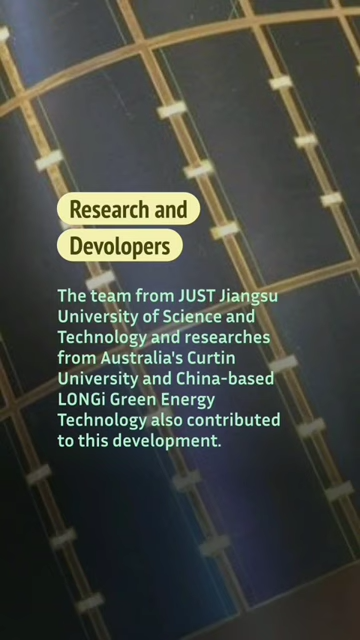 Research and
Devolopers
The team from JUST Jiangsu
University of Science and
Technology and researches
from Australia's Curtin
University and China-based
LONGi Green Energy
Technology also contributed
to this development.